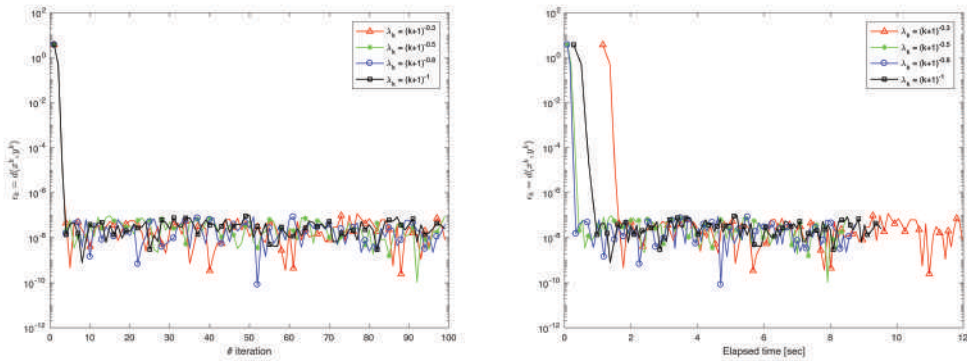 10^2
10^0
10^-2
10^-4
10^-6
10^-8
10^-10
10^-12
ϵ_k = d(x^k, y^k)
0 10 20 30 40 50 60 70 80 90 100
# iteration
λ_k = (k+1)^-0.3
λ_k = (k+1)^-0.5
λ_k = (k+1)^-0.8
λ_k = (k+1)^-1
10^2
10^0
10^-2
10^-4
10^-6
10^-8
10^-10
10^-12
ϵ_k = d(x^k, y^k)
0 2 4 6 8 10 12
Elapsed time [sec]
λ_k = (k+1)^-0.3
λ_k = (k+1)^-0.5
λ_k = (k+1)^-0.8
λ_k = (k+1)^-1